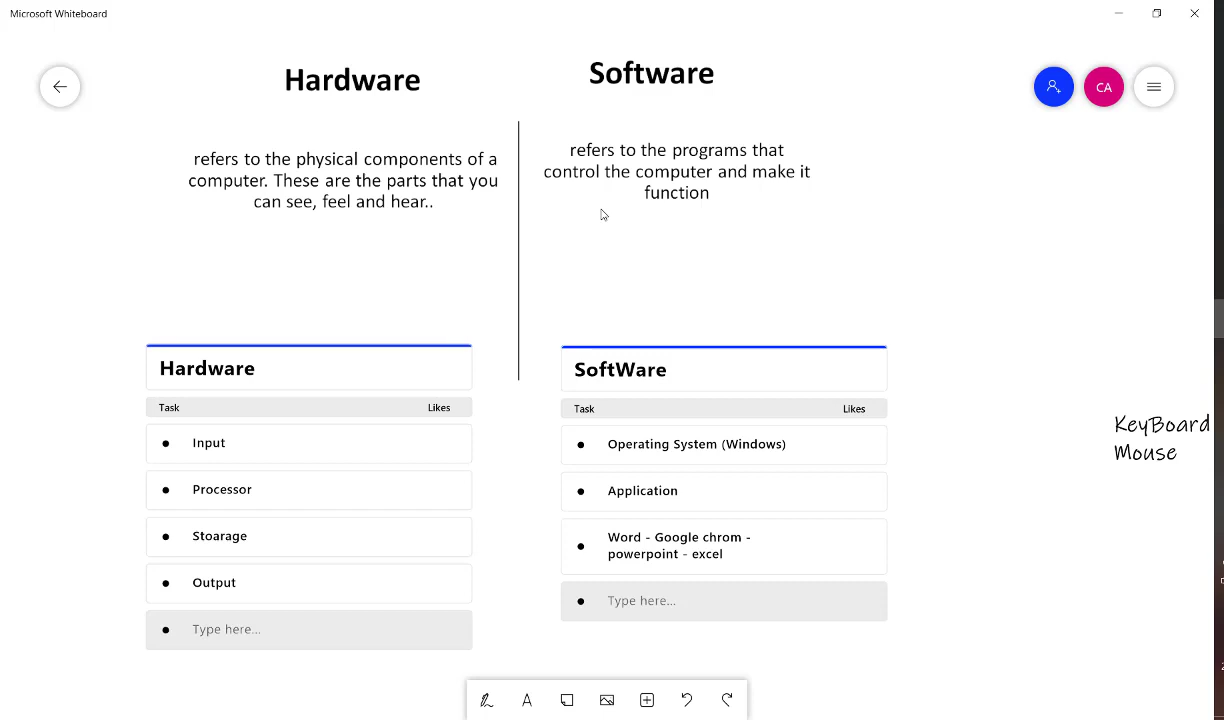 Microsoft Whiteboard
Hardware
Software
CA
refers to the physical components of a
computer. These are the parts that you
can see, feel and hear..
refers to the programs that
control the computer and make it
function
Hardware
Task Likes
Input
Processor
Stoarage
Output
Type here...
SoftWare
Task Likes
Operating System (Windows)
Application
Word - Google chrom -
powerpoint - excel
Type here...
KeyBoard
Mouse